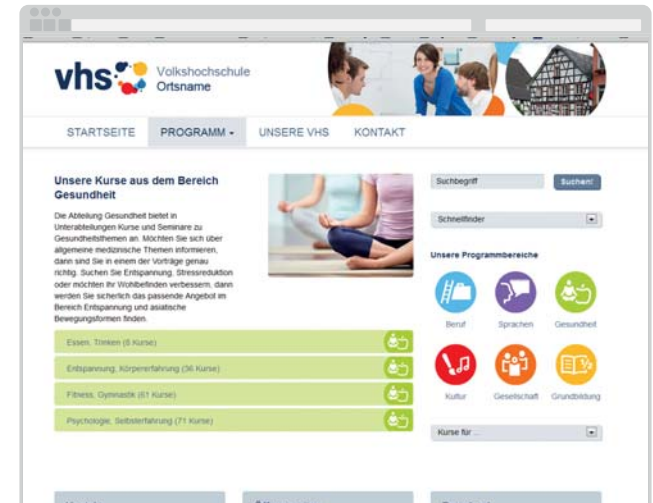 vhs
Volkshochschule
Ortsname
STARTSEITE
PROGRAMM
UNSERE VHS
KONTAKT
Unsere Kurse aus dem Bereich
Gesundheit
Die Abteilung Gesundheit bietet in
Unterabteilungen Kurse und Seminare zu
Gesundheitsthemen an. Möchten Sie sich über
allgemeine medizinische Themen informieren,
dann sind Sie in einem der Vorträge genau
richtig. Suchen Sie Entspannung, Stressreduktion
oder möchten Ihr Wohlbefinden verbessern, dann
werden Sie sicherlich das passende Angebot im
Bereich Entspannung und asiatische
Bewegungsformen finden.
Essen, Trinken (8 Kurse)
Entspannung, Körpererfahrung (36 Kurse)
Fitness, Gymnastik (61 Kurse)
Psychologie, Selbsterfahrung (71 Kurse)
Suchbegriff
Suchen!
Schnellfinder
Unsere Programmbereiche
Beruf
Sprachen
Gesundheit
Kultur
Gesellschaft
Grundbildung
Kurse für ...